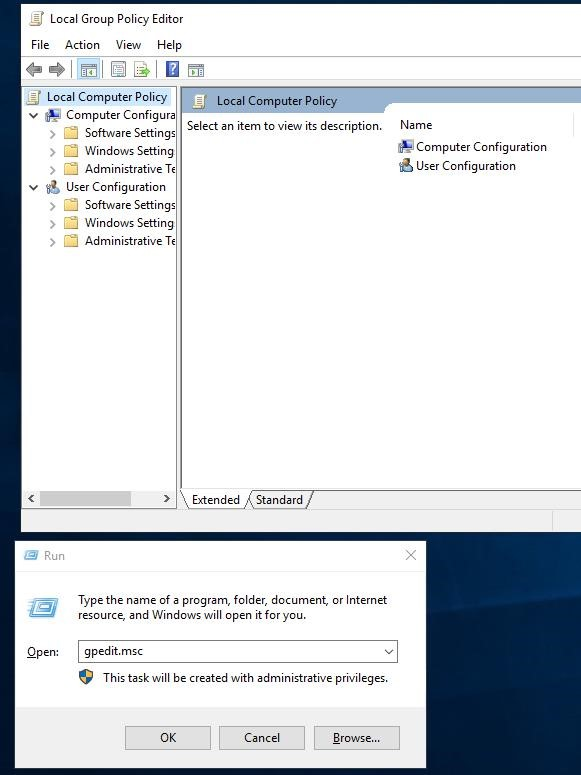 Local Group Policy Editor
File Action View Help
Local Computer Policy
Computer Configura
Software Settings
Windows Setting
Administrative Te
User Configuration
Software Settings
Windows Setting
Administrative Te
Local Computer Policy
Select an item to view its description.
Name
Computer Configuration
User Configuration
Extended Standard
Run
Type the name of a program, folder, document, or Internet
resource, and Windows will open it for you.
Open: gpedit.msc
This task will be created with administrative privileges.
OK Cancel Browse...